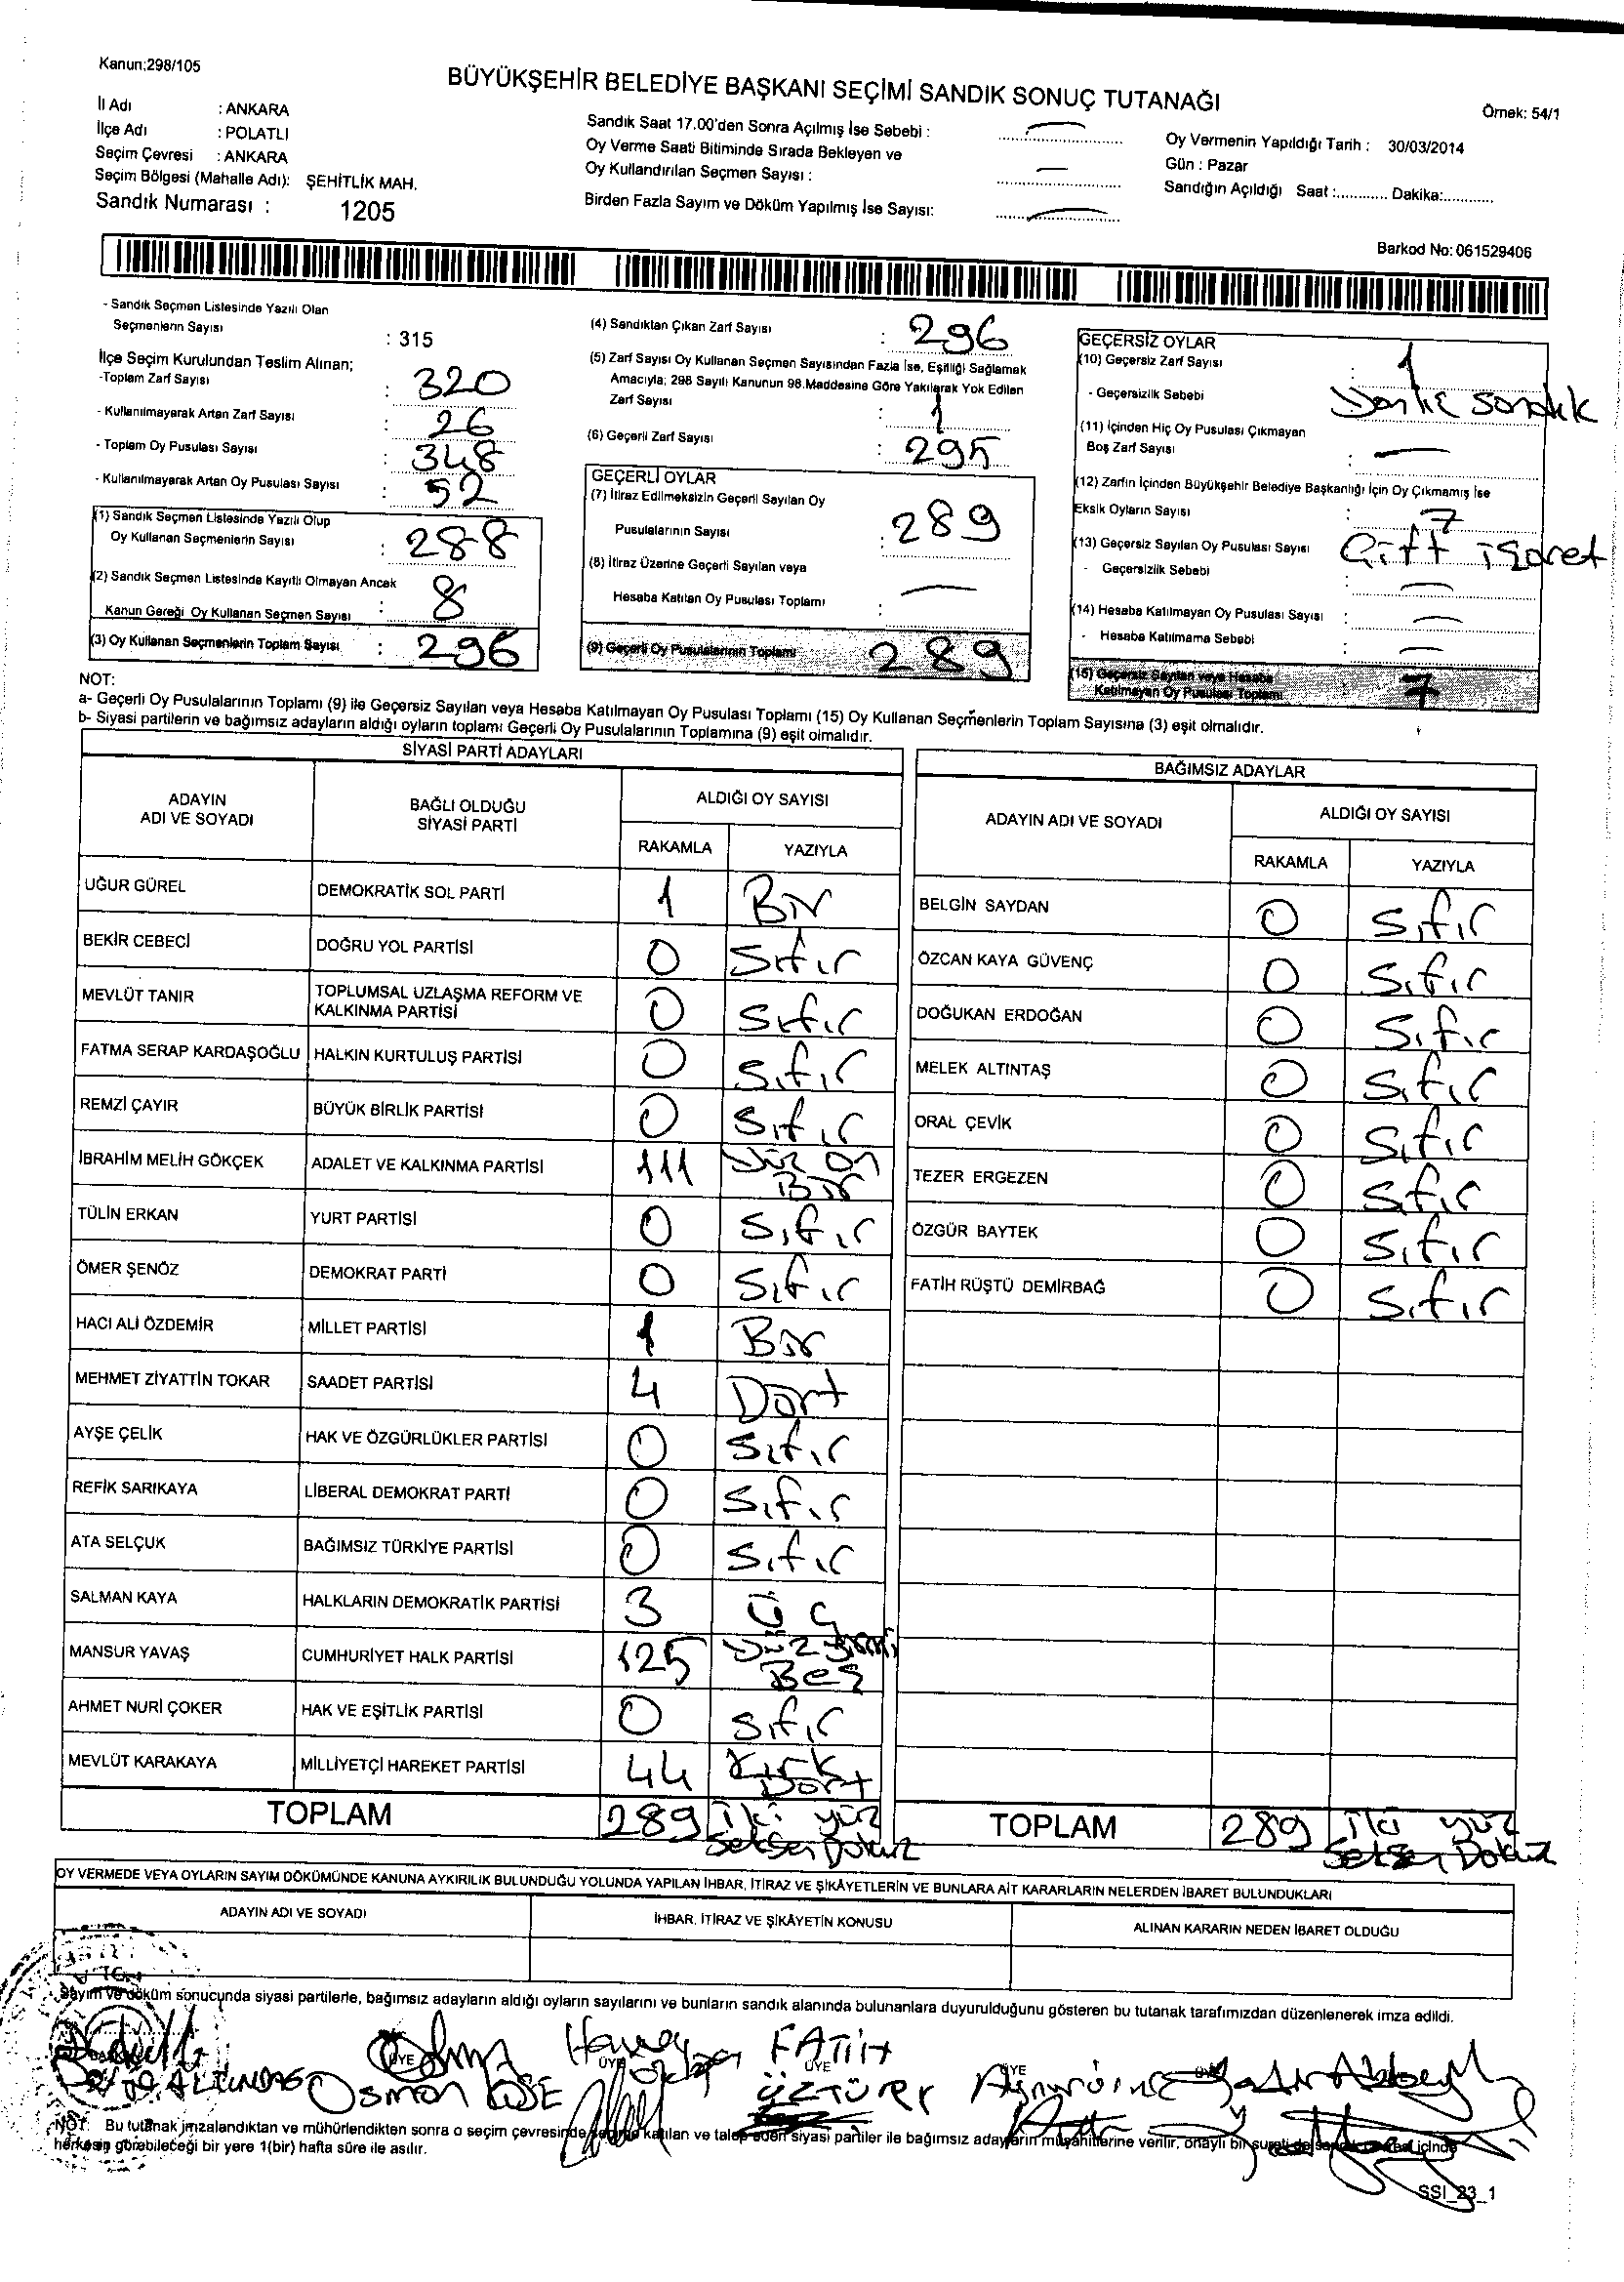 Kanun:298/105
BÜYÜKŞEHİR BELEDİYE BAŞKANI SEÇİMİ SANDIK SONUÇ TUTANAĞI
Örnek: 54/1
İl Adı : ANKARA
İlçe Adı : POLATLI
Seçim Çevresi : ANKARA
Seçim Bölgesi (Mahalle Adı): ŞEHİTLİK MAH.
Sandık Numarası : 1205
Sandık Saat 17.00'den Sonra Açılmış İse Sebebi : —
Oy Verme Saati Bitiminde Sırada Bekleyen ve
Oy Kullandırılan Seçmen Sayısı : —
Birden Fazla Sayım ve Döküm Yapılmış İse Sayısı: —
Oy Vermenin Yapıldığı Tarih : 30/03/2014
Gün : Pazar
Sandığın Açıldığı Saat :............ Dakika:............
Barkod No: 061529406
- Sandık Seçmen Listesinde Yazılı Olan
Seçmenlerin Sayısı : 315
İlçe Seçim Kurulundan Teslim Alınan;
-Toplam Zarf Sayısı : 320
- Kullanılmayarak Artan Zarf Sayısı : 26
- Toplam Oy Pusulası Sayısı : 348
- Kullanılmayarak Artan Oy Pusulası Sayısı : 52
(1) Sandık Seçmen Listesinde Yazılı Olup
Oy Kullanan Seçmenlerin Sayısı : 288
(2) Sandık Seçmen Listesinde Kayıtlı Olmayan Ancak
Kanun Gereği Oy Kullanan Seçmen Sayısı : 8
(3) Oy Kullanan Seçmenlerin Toplam Sayısı : 296
(4) Sandıktan Çıkan Zarf Sayısı : 296
(5) Zarf Sayısı Oy Kullanan Seçmen Sayısından Fazla İse, Eşitliği Sağlamak
Amacıyla; 298 Sayılı Kanunun 98.Maddesine Göre Yakılarak Yok Edilen
Zarf Sayısı : 1
(6) Geçerli Zarf Sayısı : 295
GEÇERLİ OYLAR
(7) İtiraz Edilmeksizin Geçerli Sayılan Oy
Pusulalarının Sayısı : 289
(8) İtiraz Üzerine Geçerli Sayılan veya
Hesaba Katılan Oy Pusulası Toplamı : —
(9) Geçerli Oy Pusulalarının Toplamı 289
GEÇERSİZ OYLAR
(10) Geçersiz Zarf Sayısı : 1
- Geçersizlik Sebebi sandık
(11) İçinden Hiç Oy Pusulası Çıkmayan
Boş Zarf Sayısı : —
(12) Zarfın İçinden Büyükşehir Belediye Başkanlığı İçin Oy Çıkmamış İse
Eksik Oyların Sayısı : 7
(13) Geçersiz Sayılan Oy Pusulası Sayısı Çift işaret
- Geçersizlik Sebebi : —
(14) Hesaba Katılmayan Oy Pusulası Sayısı : —
- Hesaba Katılmama Sebebi : —
(15) Geçersiz Sayılan veya Hesaba
Katılmayan Oy Pusulası Toplamı 7
NOT:
a- Geçerli Oy Pusulalarının Toplamı (9) ile Geçersiz Sayılan veya Hesaba Katılmayan Oy Pusulası Toplamı (15) Oy Kullanan Seçmenlerin Toplam Sayısına (3) eşit olmalıdır.
b- Siyasi partilerin ve bağımsız adayların aldığı oyların toplamı Geçerli Oy Pusulalarının Toplamına (9) eşit olmalıdır.
SİYASİ PARTİ ADAYLARI
ADAYIN ADI VE SOYADI BAĞLI OLDUĞU SİYASİ PARTİ ALDIĞI OY SAYISI
RAKAMLA YAZIYLA
UĞUR GÜREL DEMOKRATİK SOL PARTİ 1 Bir
BEKİR CEBECİ DOĞRU YOL PARTİSİ 0 Sıfır
MEVLÜT TANIR TOPLUMSAL UZLAŞMA REFORM VE KALKINMA PARTİSİ 0 Sıfır
FATMA SERAP KARDAŞOĞLU HALKIN KURTULUŞ PARTİSİ 0 Sıfır
REMZİ ÇAYIR BÜYÜK BİRLİK PARTİSİ 0 Sıfır
İBRAHİM MELİH GÖKÇEK ADALET VE KALKINMA PARTİSİ 111 Yüz on Bir
TÜLİN ERKAN YURT PARTİSİ 0 Sıfır
ÖMER ŞENÖZ DEMOKRAT PARTİ 0 Sıfır
HACI ALİ ÖZDEMİR MİLLET PARTİSİ 1 Bir
MEHMET ZİYATTİN TOKAR SAADET PARTİSİ 4 Dört
AYŞE ÇELİK HAK VE ÖZGÜRLÜKLER PARTİSİ 0 Sıfır
REFİK SARIKAYA LİBERAL DEMOKRAT PARTİ 0 Sıfır
ATA SELÇUK BAĞIMSIZ TÜRKİYE PARTİSİ 0 Sıfır
SALMAN KAYA HALKLARIN DEMOKRATİK PARTİSİ 3 Üç
MANSUR YAVAŞ CUMHURİYET HALK PARTİSİ 125 Yüz yirmi Beş
AHMET NURİ ÇOKER HAK VE EŞİTLİK PARTİSİ 0 Sıfır
MEVLÜT KARAKAYA MİLLİYETÇİ HAREKET PARTİSİ 44 Kırk Dört
TOPLAM 289 İki yüz Seksen Dokuz
BAĞIMSIZ ADAYLAR
ADAYIN ADI VE SOYADI ALDIĞI OY SAYISI
RAKAMLA YAZIYLA
BELGİN SAYDAN 0 Sıfır
ÖZCAN KAYA GÜVENÇ 0 Sıfır
DOĞUKAN ERDOĞAN 0 Sıfır
MELEK ALTINTAŞ 0 Sıfır
ORAL ÇEVİK 0 Sıfır
TEZER ERGEZEN 0 Sıfır
ÖZGÜR BAYTEK 0 Sıfır
FATİH RÜŞTÜ DEMİRBAĞ 0 Sıfır
TOPLAM 289 İki yüz Seksen Dokuz
OY VERMEDE VEYA OYLARIN SAYIM DÖKÜMÜNDE KANUNA AYKIRILIK BULUNDUĞU YOLUNDA YAPILAN İHBAR, İTİRAZ VE ŞİKÂYETLERİN VE BUNLARA AİT KARARLARIN NELERDEN İBARET BULUNDUKLARI
ADAYIN ADI VE SOYADI İHBAR, İTİRAZ VE ŞİKÂYETİN KONUSU ALINAN KARARIN NEDEN İBARET OLDUĞU
Sayım ve döküm sonucunda siyasi partilerle, bağımsız adayların aldığı oyların sayılarını ve bunların sandık alanında bulunanlara duyurulduğunu gösteren bu tutanak tarafımızdan düzenlenerek imza edildi.
ÜYE ÜYE ÜYE ÜYE
ALTUNDAĞ Osman KÖSE FATİH ÖZTÜRK
NOT: Bu tutanak imzalandıktan ve mühürlendikten sonra o seçim çevresinde seçime katılan ve talep eden siyasi partiler ile bağımsız adayların müşahitlerine verilir, onaylı bir sureti de sandık çevresi içinde
herkesin görebileceği bir yere 1(bir) hafta süre ile asılır.
SSI_23_1